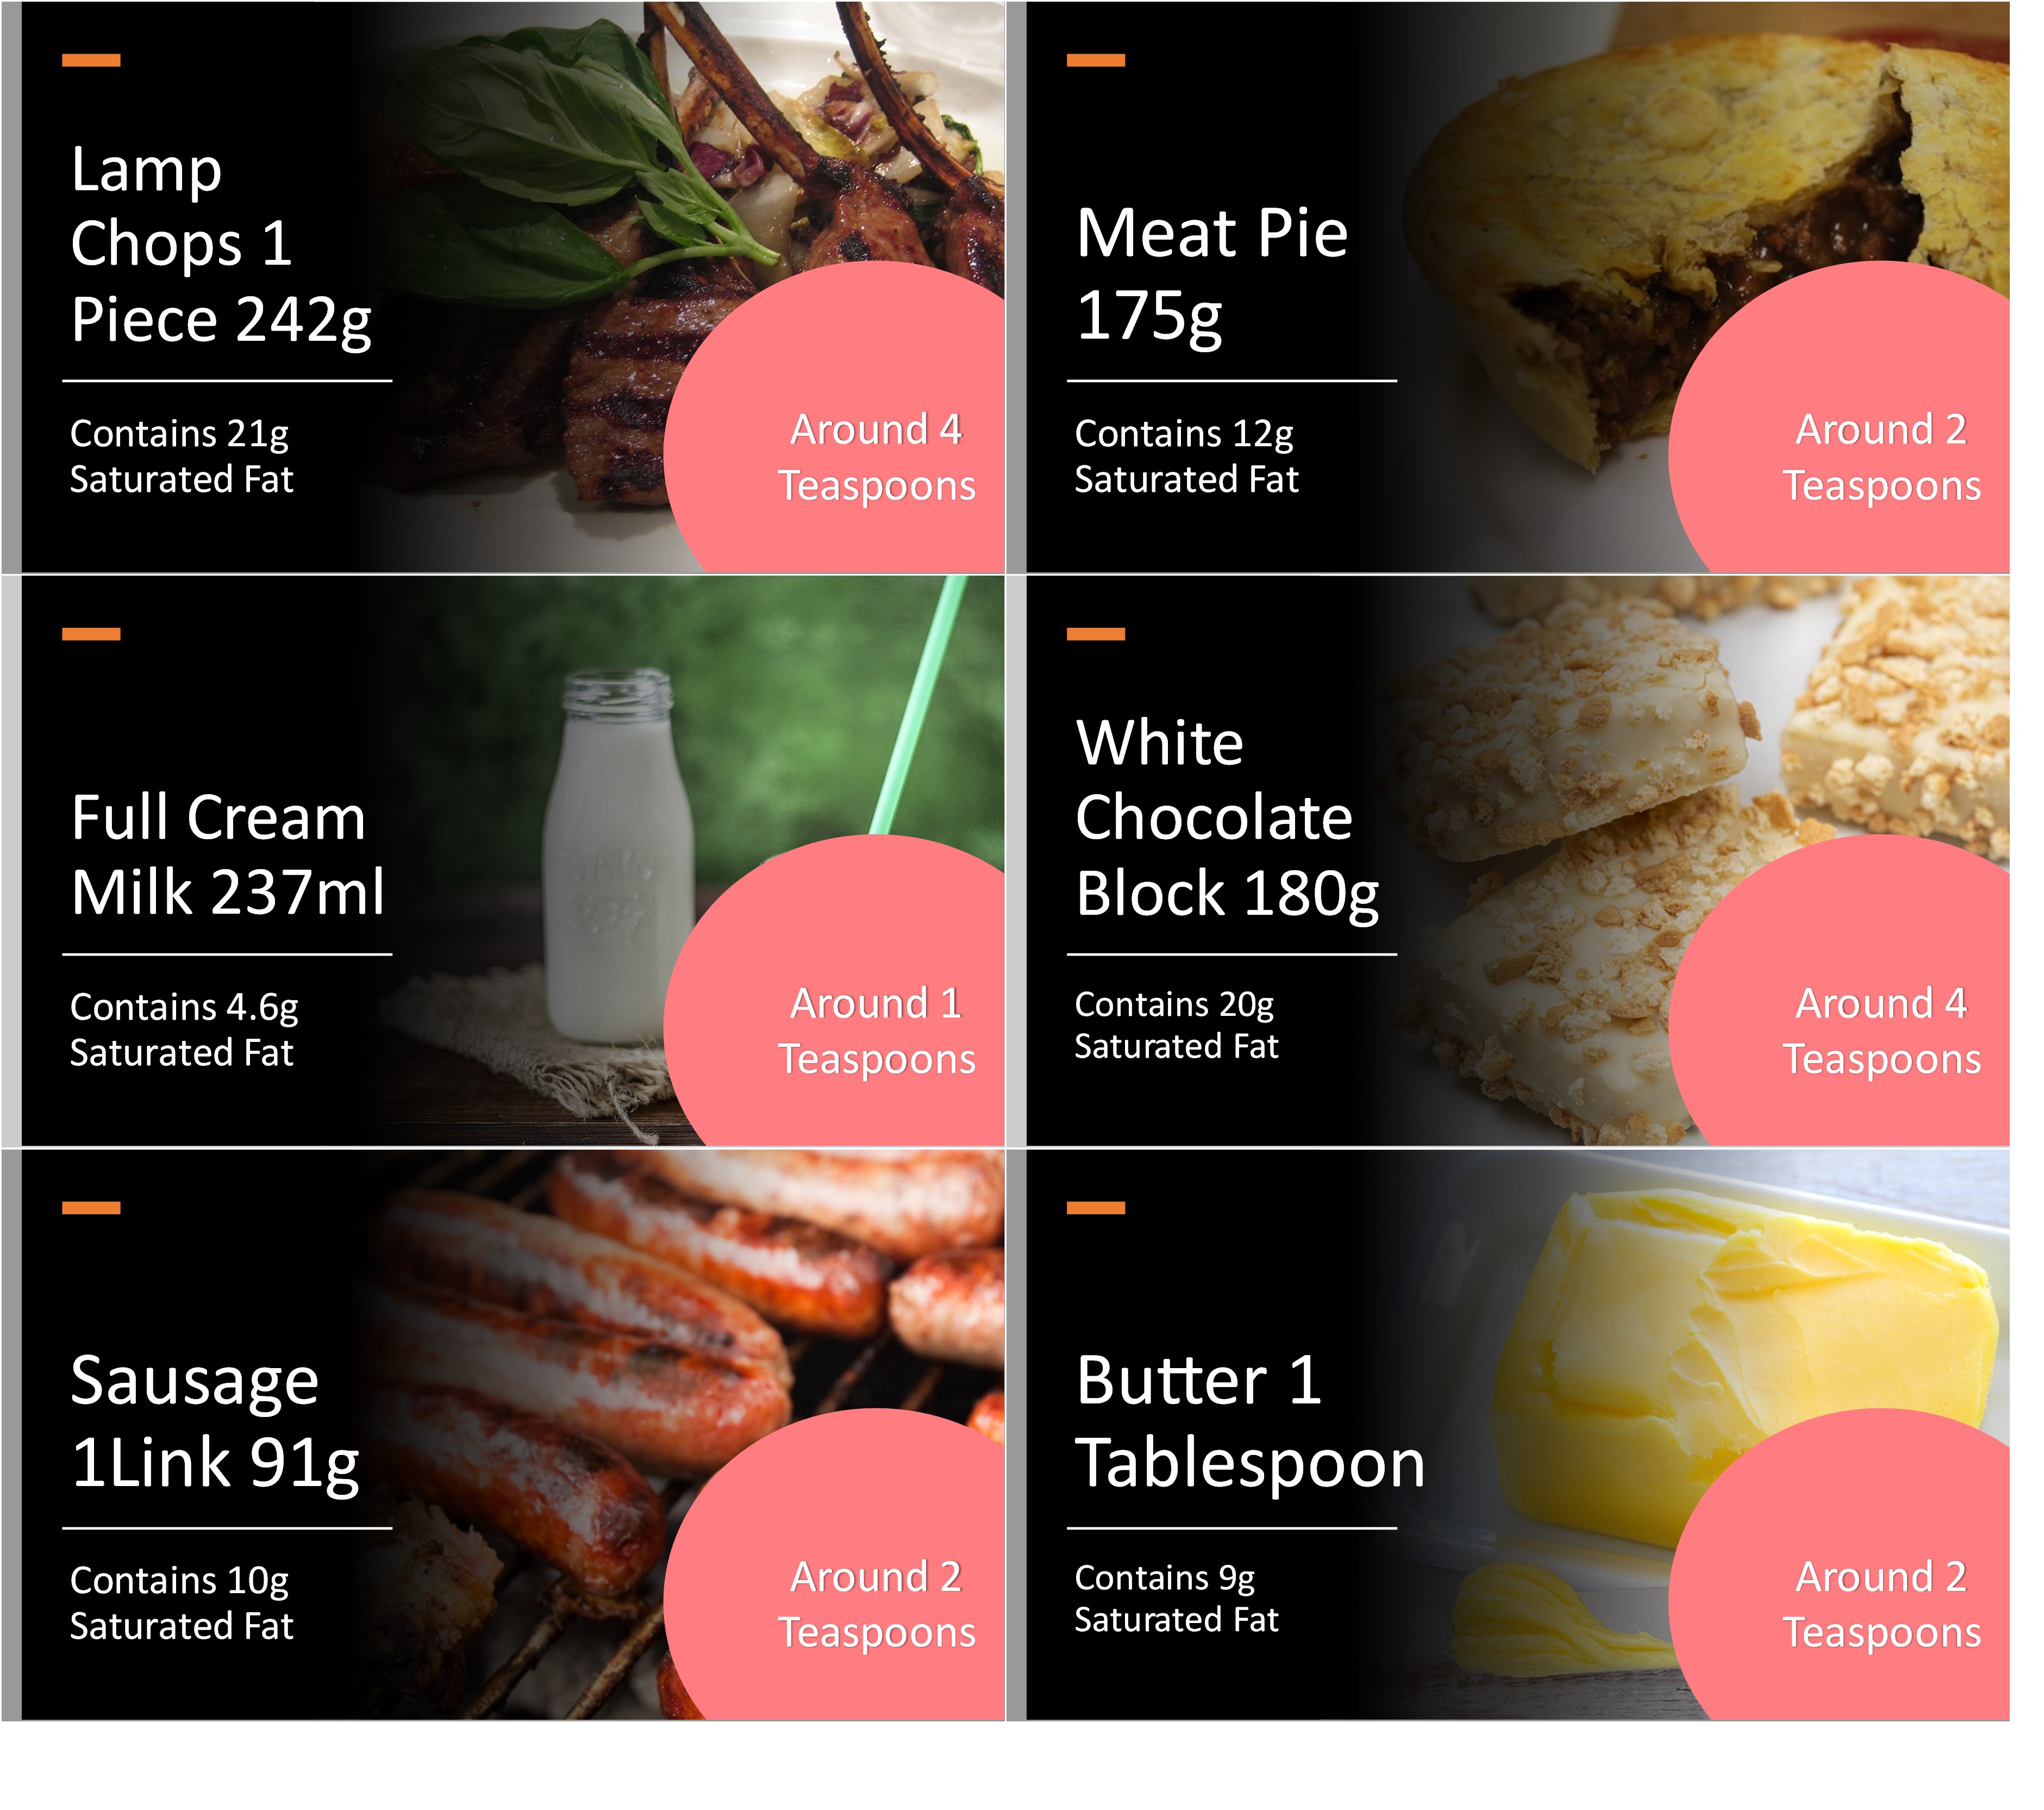 Lamp
Chops 1
Piece 242g
Contains 21g
Saturated Fat
Around 4
Teaspoons
Meat Pie
175g
Contains 12g
Saturated Fat
Around 2
Teaspoons
Full Cream
Milk 237ml
Contains 4.6g
Saturated Fat
Around 1
Teaspoons
White
Chocolate
Block 180g
Contains 20g
Saturated Fat
Around 4
Teaspoons
Sausage
1Link 91g
Contains 10g
Saturated Fat
Around 2
Teaspoons
Butter 1
Tablespoon
Contains 9g
Saturated Fat
Around 2
Teaspoons